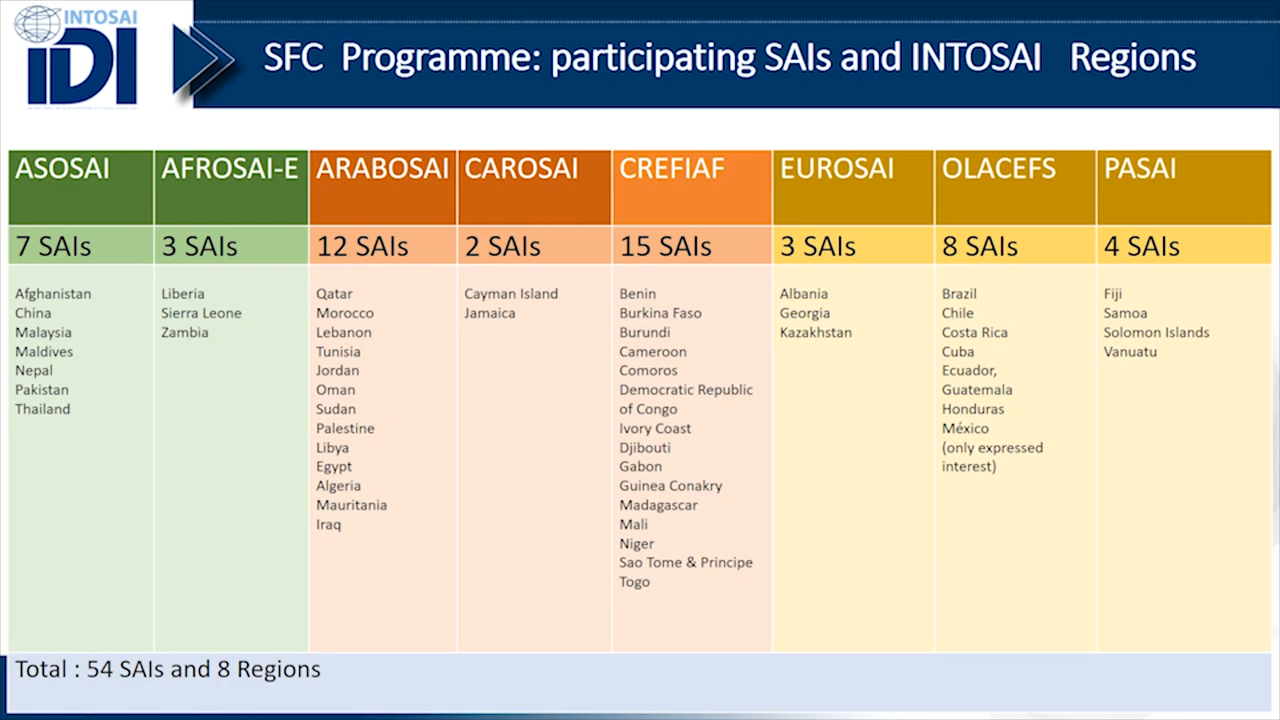 INTOSAI
IDI
SFC Programme: participating SAIs and INTOSAI Regions
ASOSAI
7 SAIs
Afghanistan
China
Malaysia
Maldives
Nepal
Pakistan
Thailand
AFROSAI-E
3 SAIs
Liberia
Sierra Leone
Zambia
ARABOSAI
12 SAIs
Qatar
Morocco
Lebanon
Tunisia
Jordan
Oman
Sudan
Palestine
Libya
Egypt
Algeria
Mauritania
Iraq
CAROSAI
2 SAIs
Cayman Island
Jamaica
CREFIAF
15 SAIs
Benin
Burkina Faso
Burundi
Cameroon
Comoros
Democratic Republic
of Congo
Ivory Coast
Djibouti
Gabon
Guinea Conakry
Madagascar
Mali
Niger
Sao Tome & Principe
Togo
EUROSAI
3 SAIs
Albania
Georgia
Kazakhstan
OLACEFS
8 SAIs
Brazil
Chile
Costa Rica
Cuba
Ecuador,
Guatemala
Honduras
México
(only expressed
interest)
PASAI
4 SAIs
Fiji
Samoa
Solomon Islands
Vanuatu
Total : 54 SAIs and 8 Regions